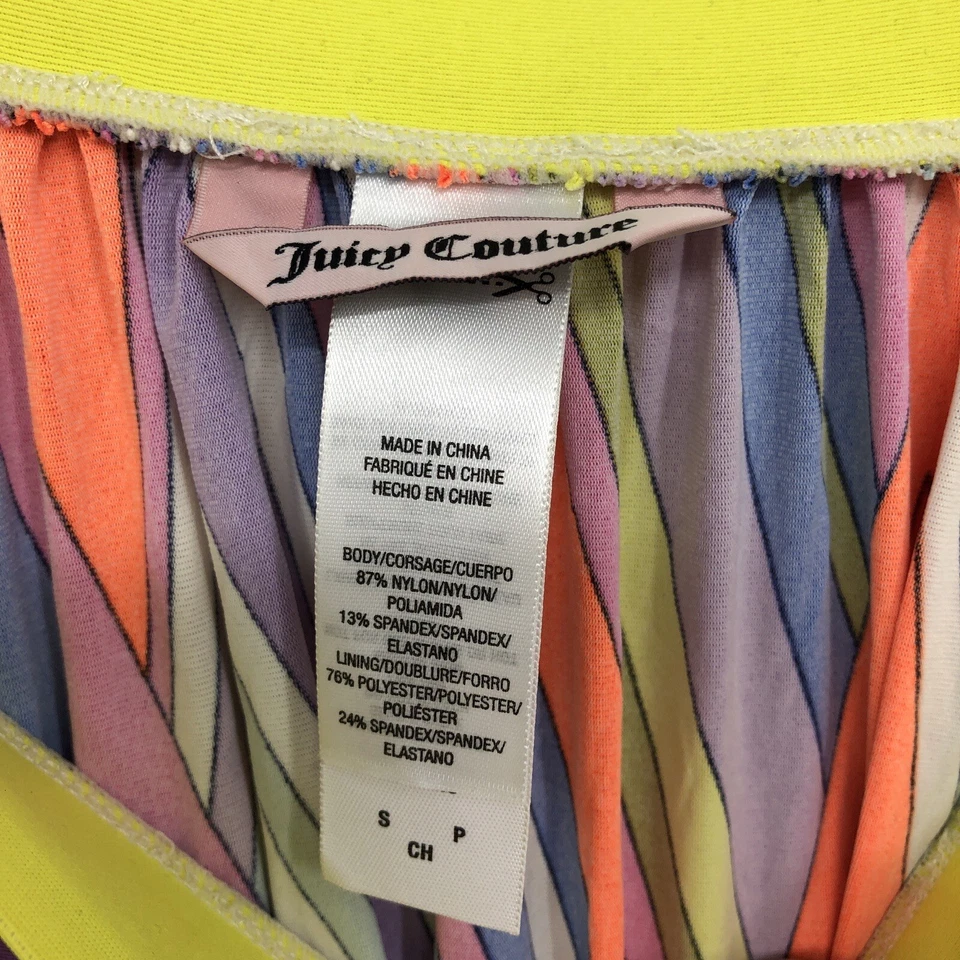 Juicy Couture
MADE IN CHINA
FABRIQUÉ EN CHINE
HECHO EN CHINE
BODY/CORSAGE/CUERPO
87% NYLON/NYLON/
POLIAMIDA
13% SPANDEX/SPANDEX/
ELASTANO
LINING/DOUBLURE/FORRO
76% POLYESTER/POLYESTER/
POLIÉSTER
24% SPANDEX/SPANDEX/
ELASTANO
S P
CH